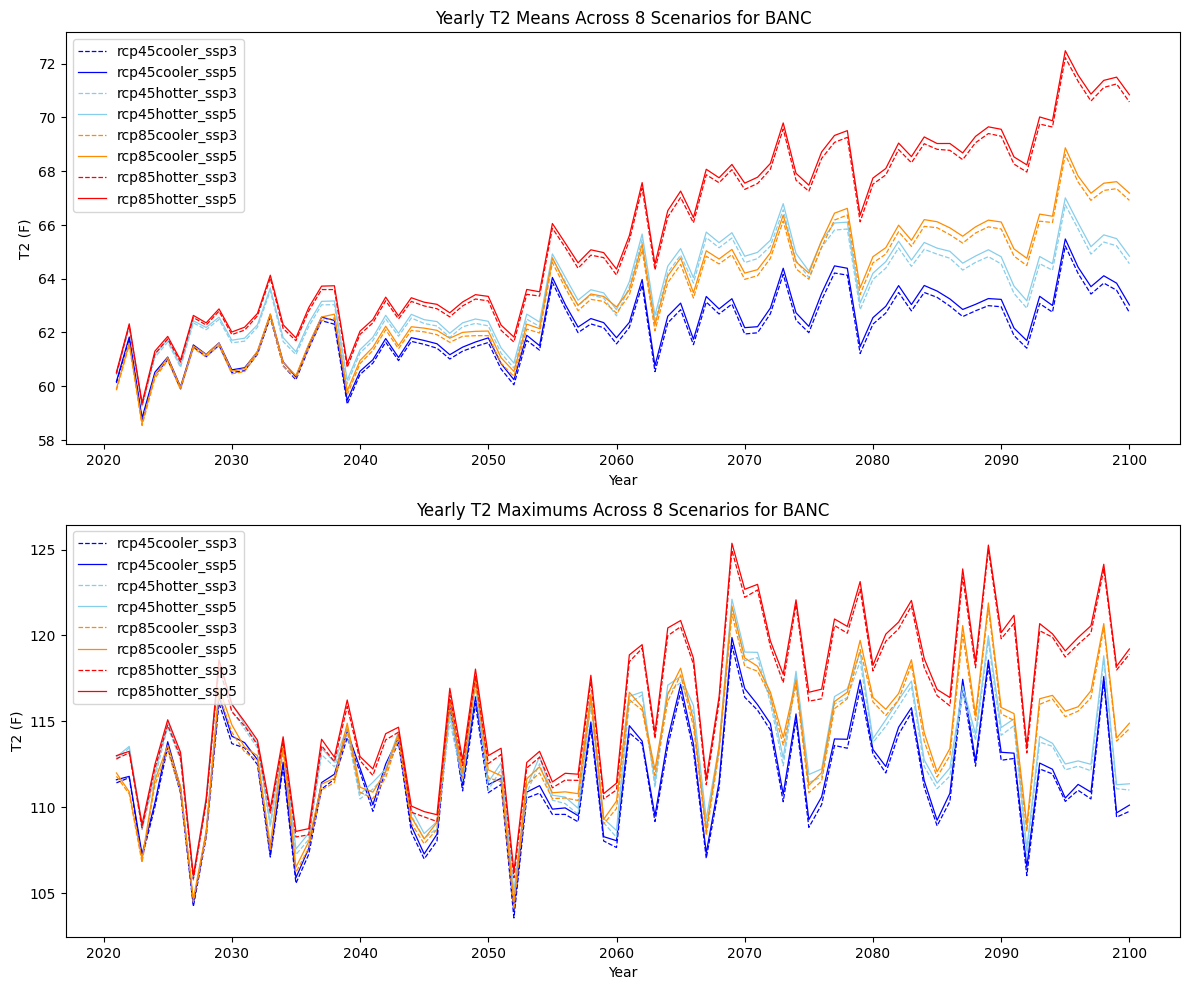 Yearly T2 Means Across 8 Scenarios for BANC
rcp45cooler_ssp3
rcp45cooler_ssp5
rcp45hotter_ssp3
rcp45hotter_ssp5
rcp85cooler_ssp3
rcp85cooler_ssp5
rcp85hotter_ssp3
rcp85hotter_ssp5
72
70
68
66
64
62
60
58
T2 (F)
2020 2030 2040 2050 2060 2070 2080 2090 2100
Year
Yearly T2 Maximums Across 8 Scenarios for BANC
rcp45cooler_ssp3
rcp45cooler_ssp5
rcp45hotter_ssp3
rcp45hotter_ssp5
rcp85cooler_ssp3
rcp85cooler_ssp5
rcp85hotter_ssp3
rcp85hotter_ssp5
125
120
115
110
105
T2 (F)
2020 2030 2040 2050 2060 2070 2080 2090 2100
Year